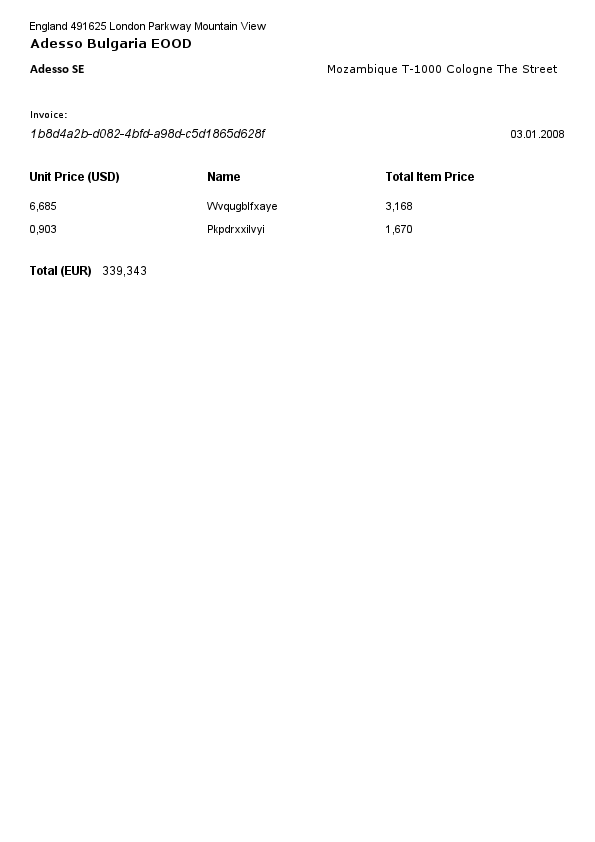 England 491625 London Parkway Mountain View
Adesso Bulgaria EOOD
Adesso SE Mozambique T-1000 Cologne The Street
Invoice:
1b8d4a2b-d082-4bfd-a98d-c5d1865d628f 03.01.2008
Unit Price (USD) Name Total Item Price
6,685 Wvqugblfxaye 3,168
0,903 Pkpdrxxilvyi 1,670
Total (EUR) 339,343